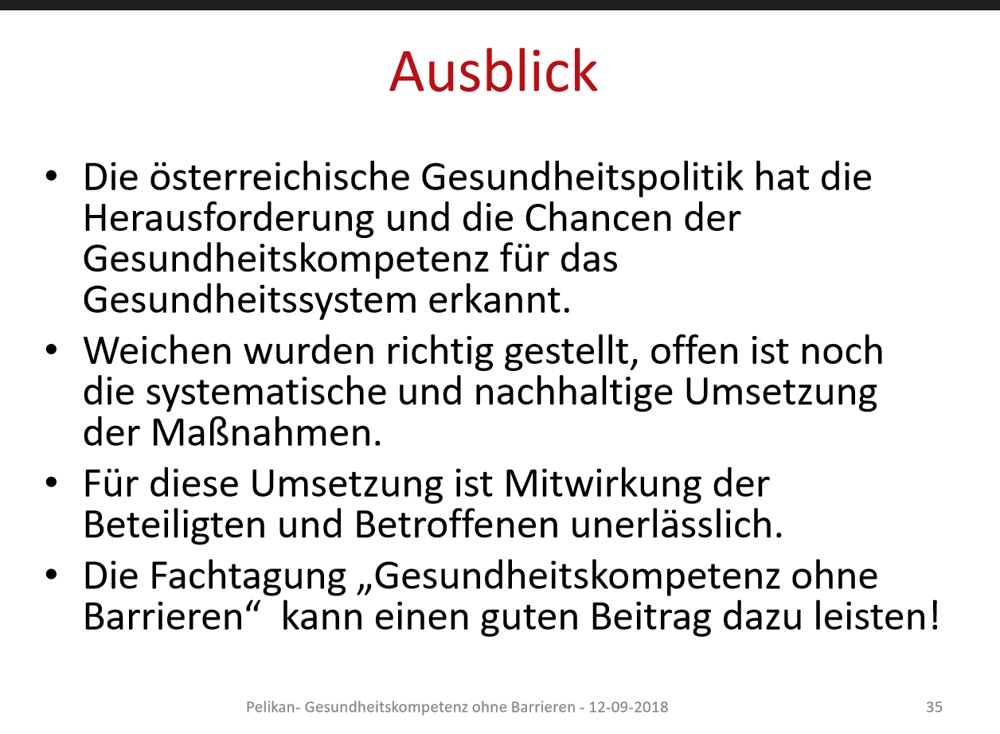 Ausblick
• Die österreichische Gesundheitspolitik hat die
Herausforderung und die Chancen der
Gesundheitskompetenz für das
Gesundheitssystem erkannt.
• Weichen wurden richtig gestellt, offen ist noch
die systematische und nachhaltige Umsetzung
der Maßnahmen.
• Für diese Umsetzung ist Mitwirkung der
Beteiligten und Betroffenen unerlässlich.
• Die Fachtagung „Gesundheitskompetenz ohne
Barrieren“  kann einen guten Beitrag dazu leisten!
Pelikan- Gesundheitskompetenz ohne Barrieren - 12-09-2018
35